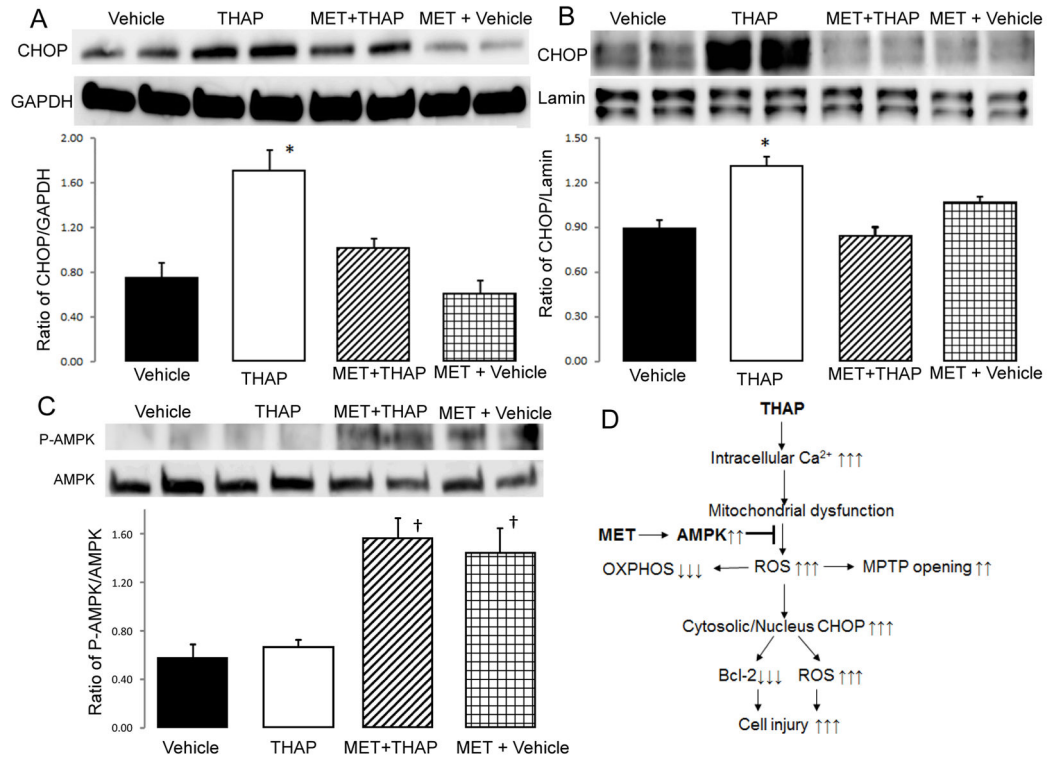 A
Vehicle THAP MET+THAP MET + Vehicle
CHOP
GAPDH
Ratio of CHOP/GAPDH
2.00
1.60
1.20
0.80
0.40
0.00
*
Vehicle THAP MET+THAP MET + Vehicle
B
Vehicle THAP MET+THAP MET + Vehicle
CHOP
Lamin
Ratio of CHOP/Lamin
1.50
1.20
0.90
0.60
0.30
0.00
*
Vehicle THAP MET+THAP MET + Vehicle
C
Vehicle THAP MET+THAP MET + Vehicle
P-AMPK
AMPK
Ratio of P-AMPK/AMPK
1.60
1.20
0.80
0.40
0.00
† †
Vehicle THAP MET+THAP MET + Vehicle
D
THAP
Intracellular Ca²⁺ ↑↑↑
Mitochondrial dysfunction
MET → AMPK↑↑
OXPHOS ↓↓↓ ← ROS ↑↑↑ → MPTP opening ↑↑
Cytosolic/Nucleus CHOP ↑↑↑
Bcl-2↓↓↓ ROS ↑↑↑
Cell injury ↑↑↑